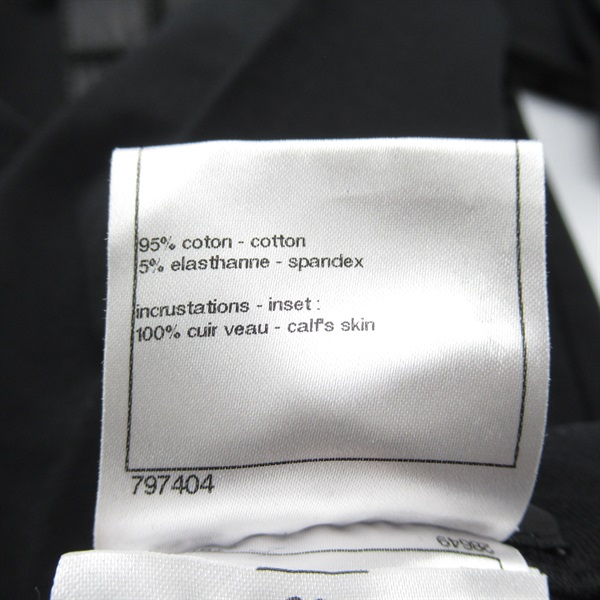 95% coton - cotton
5% elasthanne - spandex
incrustations - inset :
100% cuir veau - calf's skin
797404